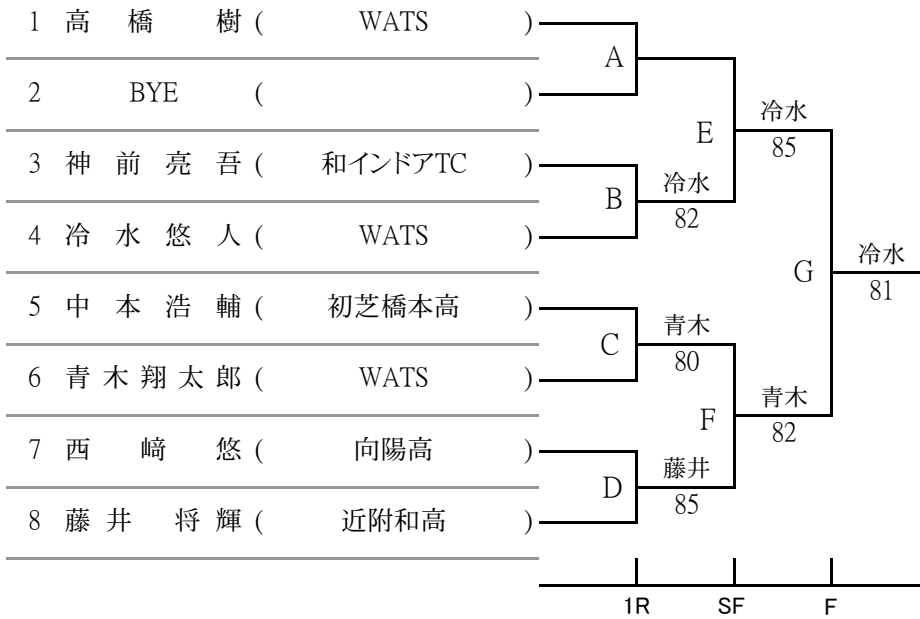 1 高橋樹 ( WATS )
A
2 BYE ( )
E
冷水
85
3 神前亮吾 ( 和インドアTC )
B
冷水
82
4 冷水悠人 ( WATS )
G
冷水
81
5 中本浩輔 ( 初芝橋本高 )
C
青木
80
6 青木翔太郎 ( WATS )
F
青木
82
7 西﨑悠 ( 向陽高 )
D
藤井
85
8 藤井将輝 ( 近附和高 )
1R SF F